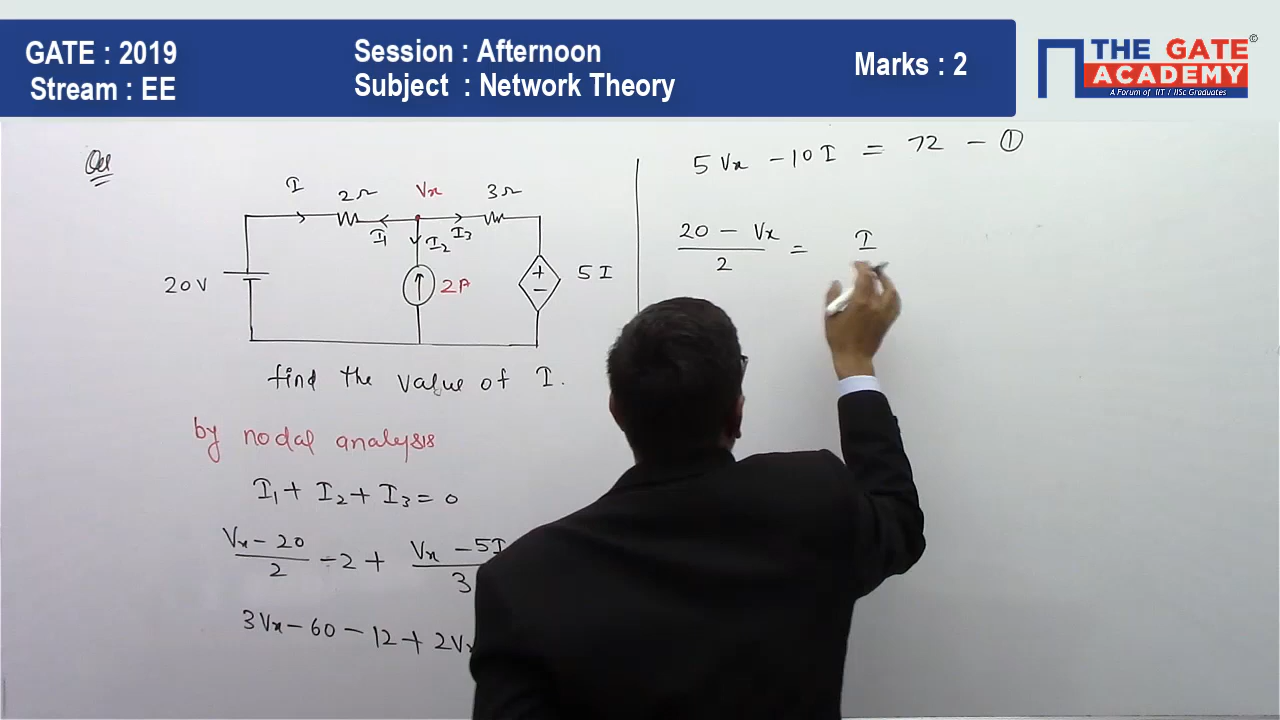 GATE : 2019
Stream : EE
Session : Afternoon
Subject : Network Theory
Marks : 2
THE GATE
ACADEMY
©
A Forum of IIT / IISc Graduates
Que
I
2Ω
Vx
3Ω
I1
I2
I3
20V
2A
+
−
5I
find the value of I.
by nodal analysis
I1 + I2 + I3 = 0
Vx − 20 / 2 − 2 + Vx − 5I / 3
3Vx − 60 − 12 + 2Vx
5Vx − 10I = 72 − ①
20 − Vx / 2 = I